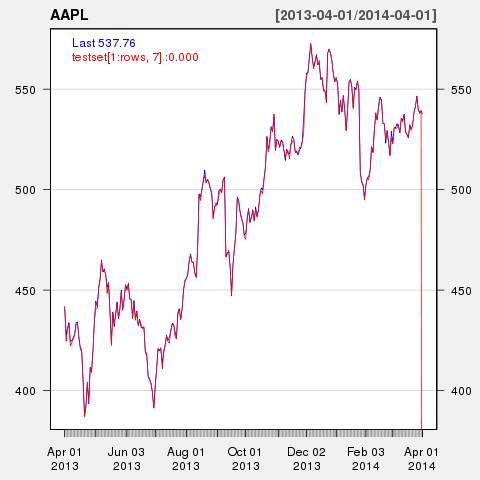 AAPL [2013-04-01/2014-04-01]
Last 537.76
testset[1:rows, 7] :0.000
550 550
500 500
450 450
400 400
Apr 01 Jun 03 Aug 01 Oct 01 Dec 02 Feb 03 Apr 01
2013 2013 2013 2013 2013 2014 2014